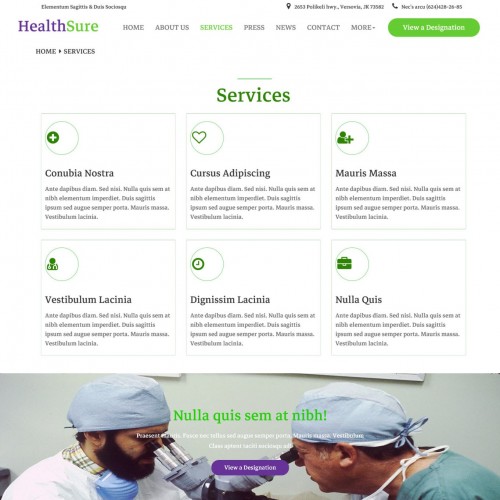 Elementum Sagittis & Duis Sociosqu
2653 Pulikeli hwy., Venevia, JK 73582
Nec's arcu (624)428-26-85
HealthSure
HOME
ABOUT US
SERVICES
PRESS
NEWS
CONTACT
MORE
View a Designation
HOME SERVICES
Services
Conubia Nostra
Ante dapibus diam. Sed nisi. Nulla quis sem at
nibh elementum imperdiet. Duis sagittis
ipsum sed augue semper porta. Mauris massa.
Vestibulum lacinia.
Cursus Adipiscing
Ante dapibus diam. Sed nisi. Nulla quis sem at
nibh elementum imperdiet. Duis sagittis
ipsum sed augue semper porta. Mauris massa.
Vestibulum lacinia.
Mauris Massa
Ante dapibus diam. Sed nisi. Nulla quis sem at
nibh elementum imperdiet. Duis sagittis
ipsum sed augue semper porta. Mauris massa.
Vestibulum lacinia.
Vestibulum Lacinia
Ante dapibus diam. Sed nisi. Nulla quis sem at
nibh elementum imperdiet. Duis sagittis
ipsum sed augue semper porta. Mauris massa.
Vestibulum lacinia.
Dignissim Lacinia
Ante dapibus diam. Sed nisi. Nulla quis sem at
nibh elementum imperdiet. Duis sagittis
ipsum sed augue semper porta. Mauris massa.
Vestibulum lacinia.
Nulla Quis
Ante dapibus diam. Sed nisi. Nulla quis sem at
nibh elementum imperdiet. Duis sagittis
ipsum sed augue semper porta. Mauris massa.
Vestibulum lacinia.
Nulla quis sem at nibh!
Praesent mauris. Fusce nec tellus sed augue semper porta. Mauris massa. Vestibulum
Class aptent taciti sociosqu
View a Designation